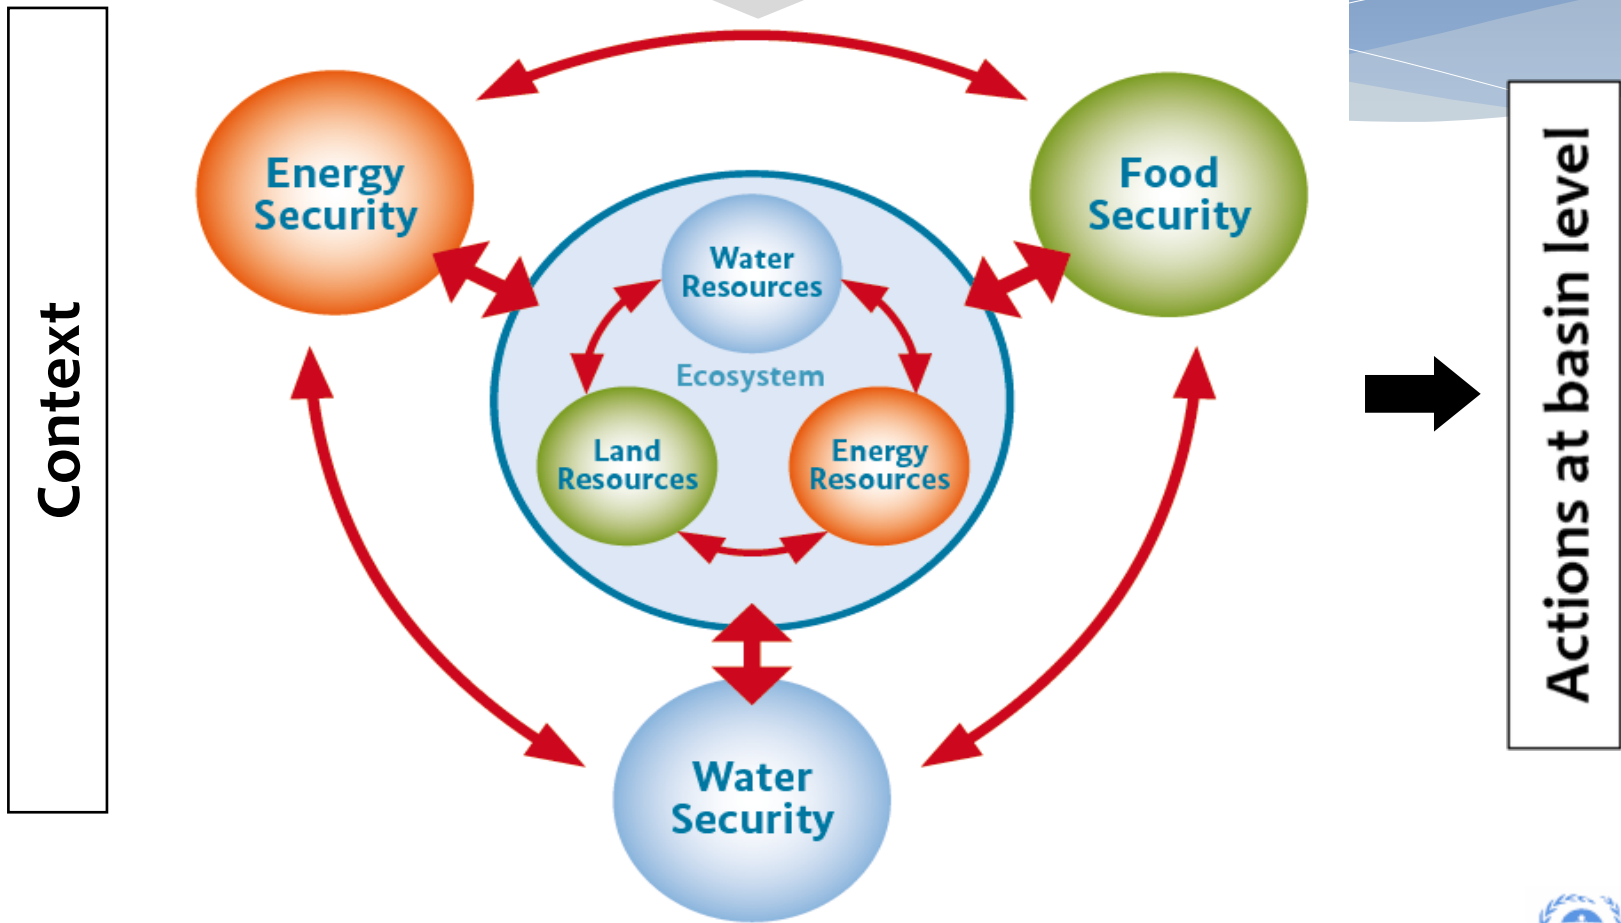 Context
Energy
Security
Food
Security
Water
Resources
Ecosystem
Land
Resources
Energy
Resources
Water
Security
Actions at basin level